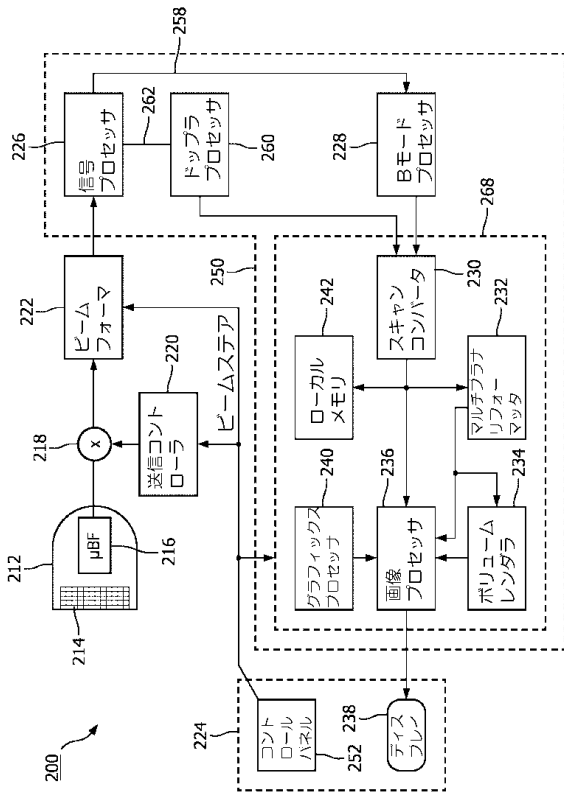 200
212
214
216
μBF
218
x
220
送信コント
ローラ
222
ビーム
フォーマ
226
信号
プロセッサ
258
262
ドップラ
プロセッサ
260
228
Bモード
プロセッサ
ビームステア
250
268
224
コント
ロール
パネル
252
240
グラフィックス
プロセッナ
242
ローカル
メモリ
スキャン
コンバータ
230
238
ディス
プレン
236
画像
プロセッサ
ボリューム
レンダラ
234
マルチプラナ
リフォー
マッタ
232